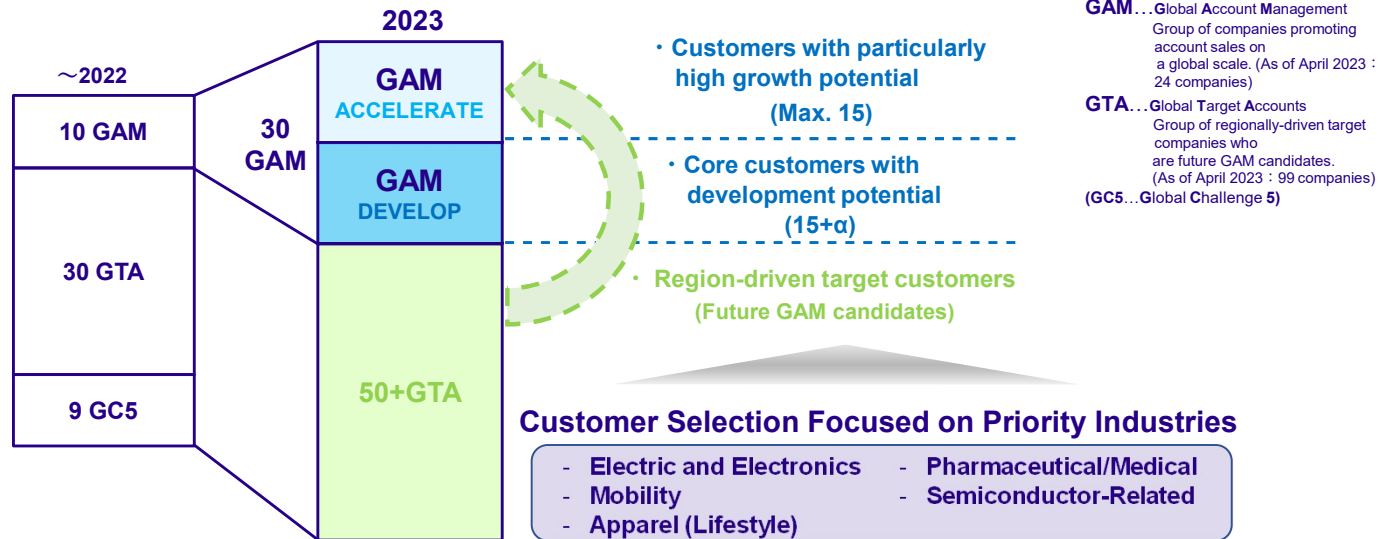 ～2022
10 GAM
30 GTA
9 GC5
2023
30
GAM
GAM
ACCELERATE
GAM
DEVELOP
50+GTA
・Customers with particularly
high growth potential
(Max. 15)
・Core customers with
development potential
(15+α)
・Region-driven target customers
(Future GAM candidates)
GAM…Global Account Management
Group of companies promoting
account sales on
a global scale. (As of April 2023：
24 companies)
GTA…Global Target Accounts
Group of regionally-driven target
companies who
are future GAM candidates.
(As of April 2023：99 companies)
(GC5…Global Challenge 5)
Customer Selection Focused on Priority Industries
- Electric and Electronics
- Mobility
- Apparel (Lifestyle)
- Pharmaceutical/Medical
- Semiconductor-Related